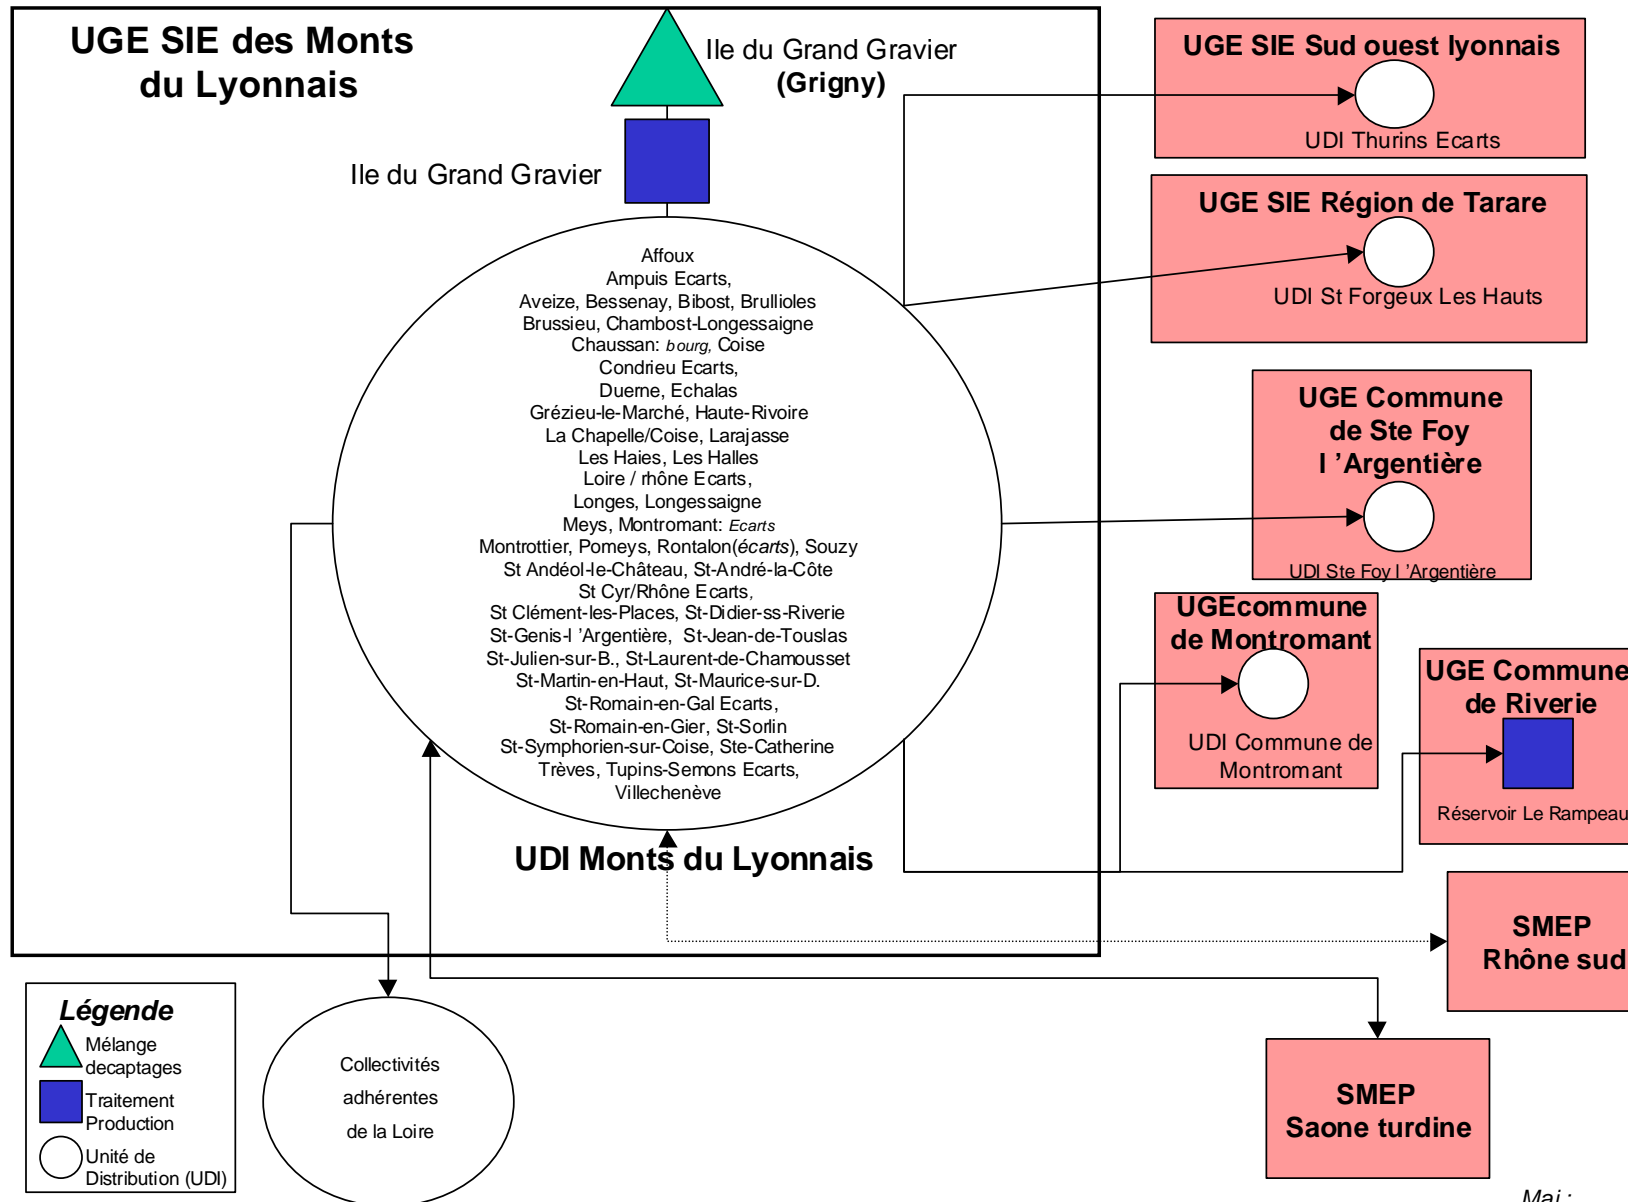 UGE SIE des Monts
du Lyonnais
Ile du Grand Gravier
(Grigny)
Ile du Grand Gravier
Affoux
Ampuis Ecarts,
Aveize, Bessenay, Bibost, Brullioles
Brussieu, Chambost-Longessaigne
Chaussan: bourg, Coise
Condrieu Ecarts,
Duerne, Echalas
Grézieu-le-Marché, Haute-Rivoire
La Chapelle/Coise, Larajasse
Les Haies, Les Halles
Loire / rhône Ecarts,
Longes, Longessaigne
Meys, Montromant: Ecarts
Montrottier, Pomeys, Rontalon(écarts), Souzy
St Andéol-le-Château, St-André-la-Côte
St Cyr/Rhône Ecarts,
St Clément-les-Places, St-Didier-ss-Riverie
St-Genis-l 'Argentière, St-Jean-de-Touslas
St-Julien-sur-B., St-Laurent-de-Chamousset
St-Martin-en-Haut, St-Maurice-sur-D.
St-Romain-en-Gal Ecarts,
St-Romain-en-Gier, St-Sorlin
St-Symphorien-sur-Coise, Ste-Catherine
Trèves, Tupins-Semons Ecarts,
Villechenève
UDI Monts du Lyonnais
UGE SIE Sud ouest lyonnais
UDI Thurins Ecarts
UGE SIE Région de Tarare
UDI St Forgeux Les Hauts
UGE Commune
de Ste Foy
l 'Argentière
UDI Ste Foy l 'Argentière
UGEcommune
de Montromant
UDI Commune de
Montromant
UGE Commune
de Riverie
Réservoir Le Rampeau
SMEP
Rhône sud
SMEP
Saone turdine
Collectivités
adhérentes
de la Loire
Légende
Mélange
decaptages
Traitement
Production
Unité de
Distribution (UDI)
Maj :